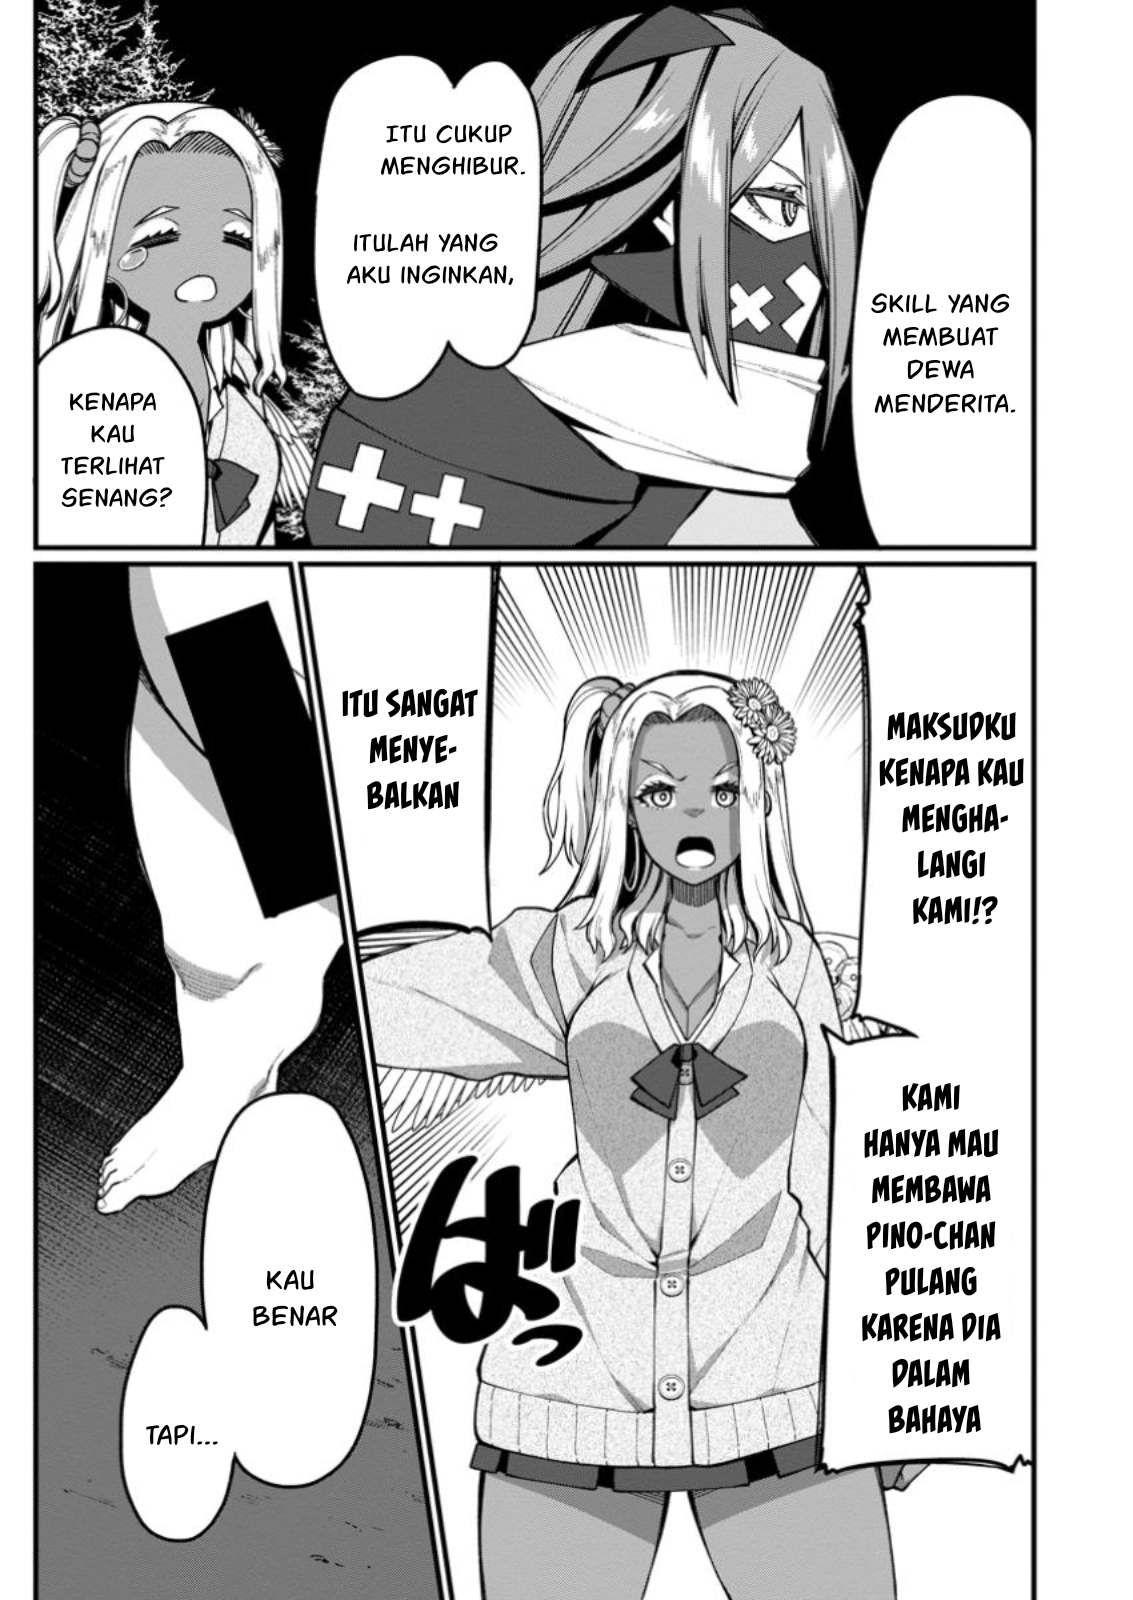 SKILL YANG
MEMBUAT
DEWA
MENDERITA.
ITU CUKUP
MENGHIBUR.
ITULAH YANG
AKU INGINKAN,
KENAPA
KAU
TERLIHAT
SENANG?
MAKSUDKU
KENAPA KAU
MENGHA-
LANGI
KAMI!?
KAMI
HANYA MAU
MEMBAWA
PINO-CHAN
PULANG
KARENA DIA
DALAM
BAHAYA
ITU SANGAT
MENYE-
BALKAN
ばっ
KAU
BENAR
TAPI...